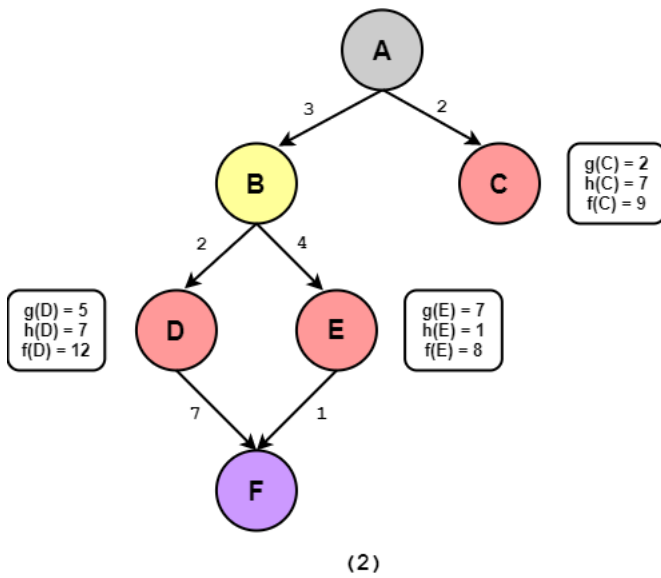 A
3
2
B
C
g(C) = 2
h(C) = 7
f(C) = 9
2
4
g(D) = 5
h(D) = 7
f(D) = 12
D
E
g(E) = 7
h(E) = 1
f(E) = 8
7
1
F
(2)